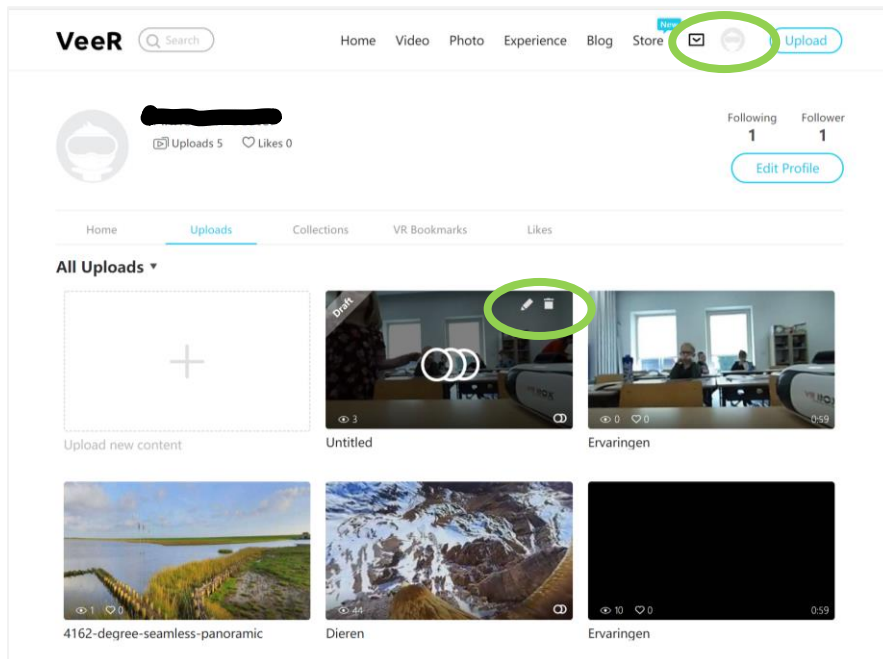 VeeR Search Home Video Photo Experience Blog Store New Upload
Uploads 5 Likes 0
Following Follower
1 1
Edit Profile
Home Uploads Collections VR Bookmarks Likes
All Uploads
Draft
VR BOX
3
0 0 0:59
Upload new content
Untitled
Ervaringen
1 0
44
10 0 0:59
4162-degree-seamless-panoramic
Dieren
Ervaringen